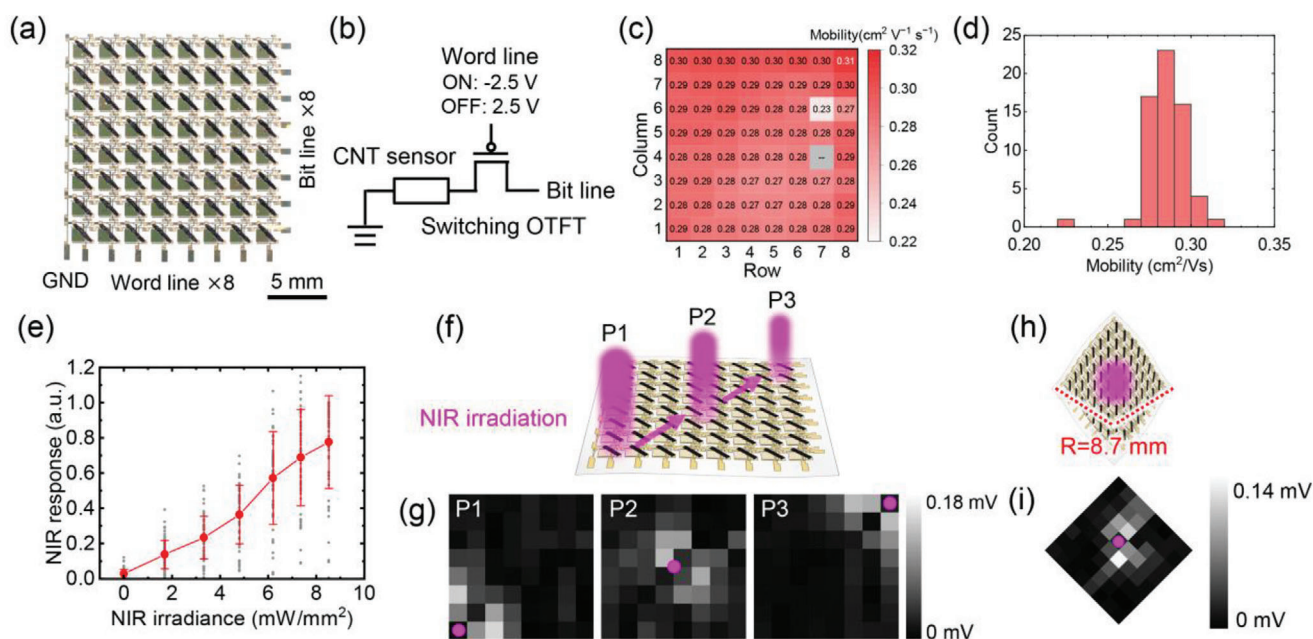 (a)
Bit line ×8
GND
Word line ×8
5 mm
(b)
Word line
ON: -2.5 V
OFF: 2.5 V
CNT sensor
Bit line
Switching OTFT
(c)
Mobility(cm² V⁻¹ s⁻¹)
Column
8 0.30 0.30 0.30 0.30 0.30 0.30 0.30 0.31
7 0.29 0.29 0.29 0.29 0.29 0.29 0.29 0.30
6 0.29 0.29 0.29 0.28 0.28 0.28 0.23 0.27
5 0.29 0.29 0.28 0.28 0.28 0.28 0.28 0.29
4 0.28 0.28 0.28 0.28 0.28 0.28 -- 0.29
3 0.29 0.29 0.28 0.27 0.27 0.28 0.27 0.28
2 0.29 0.28 0.28 0.27 0.27 0.28 0.28 0.28
1 0.29 0.28 0.28 0.28 0.28 0.28 0.28 0.29
1 2 3 4 5 6 7 8
Row
0.32
0.30
0.28
0.26
0.24
0.22
(d)
Count
25
20
15
10
5
0
0.20 0.25 0.30 0.35
Mobility (cm²/Vs)
(e)
NIR response (a.u.)
1.2
1.0
0.8
0.6
0.4
0.2
0.0
0 2 4 6 8 10
NIR irradiance (mW/mm²)
(f)
P1
P2
P3
NIR irradiation
(g)
P1
P2
P3
0.18 mV
0 mV
(h)
R=8.7 mm
(i)
0.14 mV
0 mV